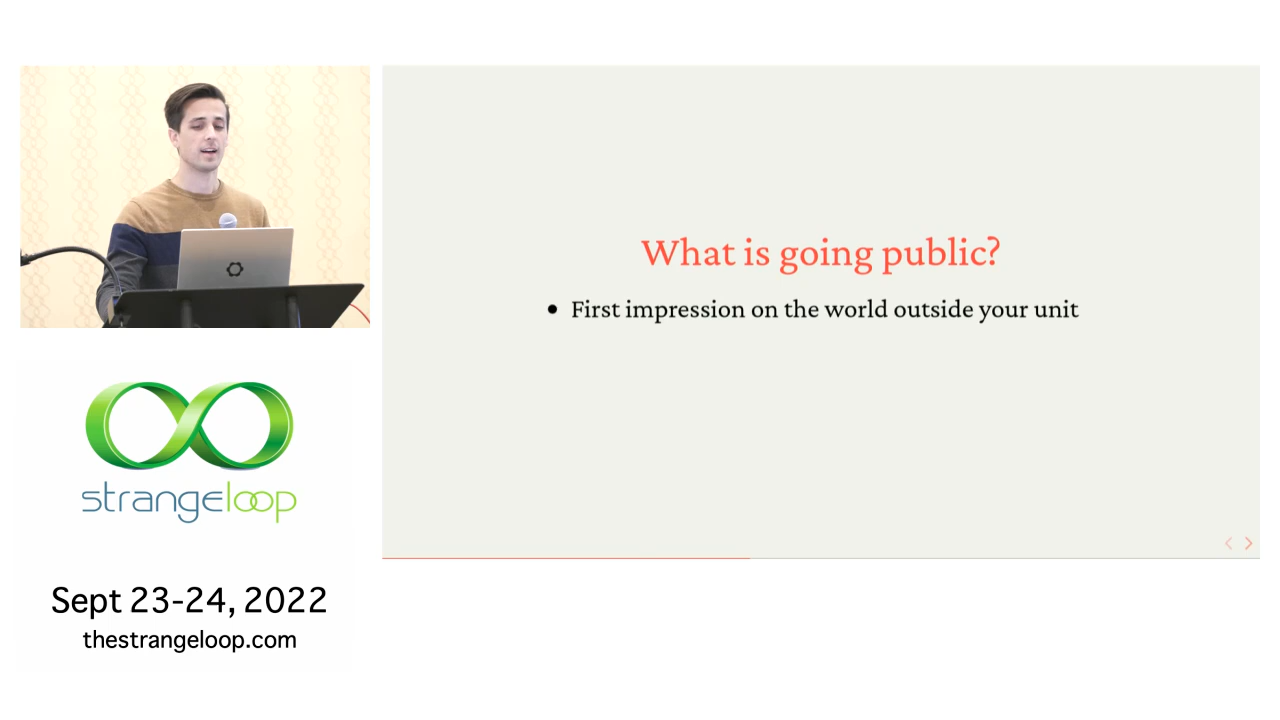 What is going public?
• First impression on the world outside your unit
strangeloop
Sept 23-24, 2022
thestrangeloop.com